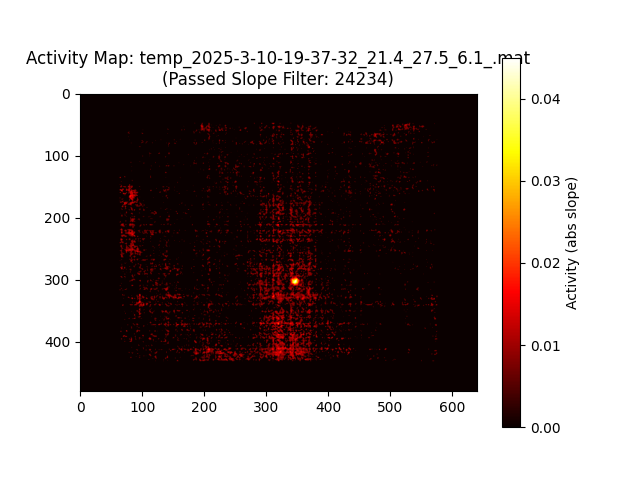 Activity Map: temp_2025-3-10-19-37-32_21.4_27.5_6.1_.mat
(Passed Slope Filter: 24234)
0
100
200
300
400
0 100 200 300 400 500 600
0.04
0.03
0.02
0.01
0.00
Activity (abs slope)